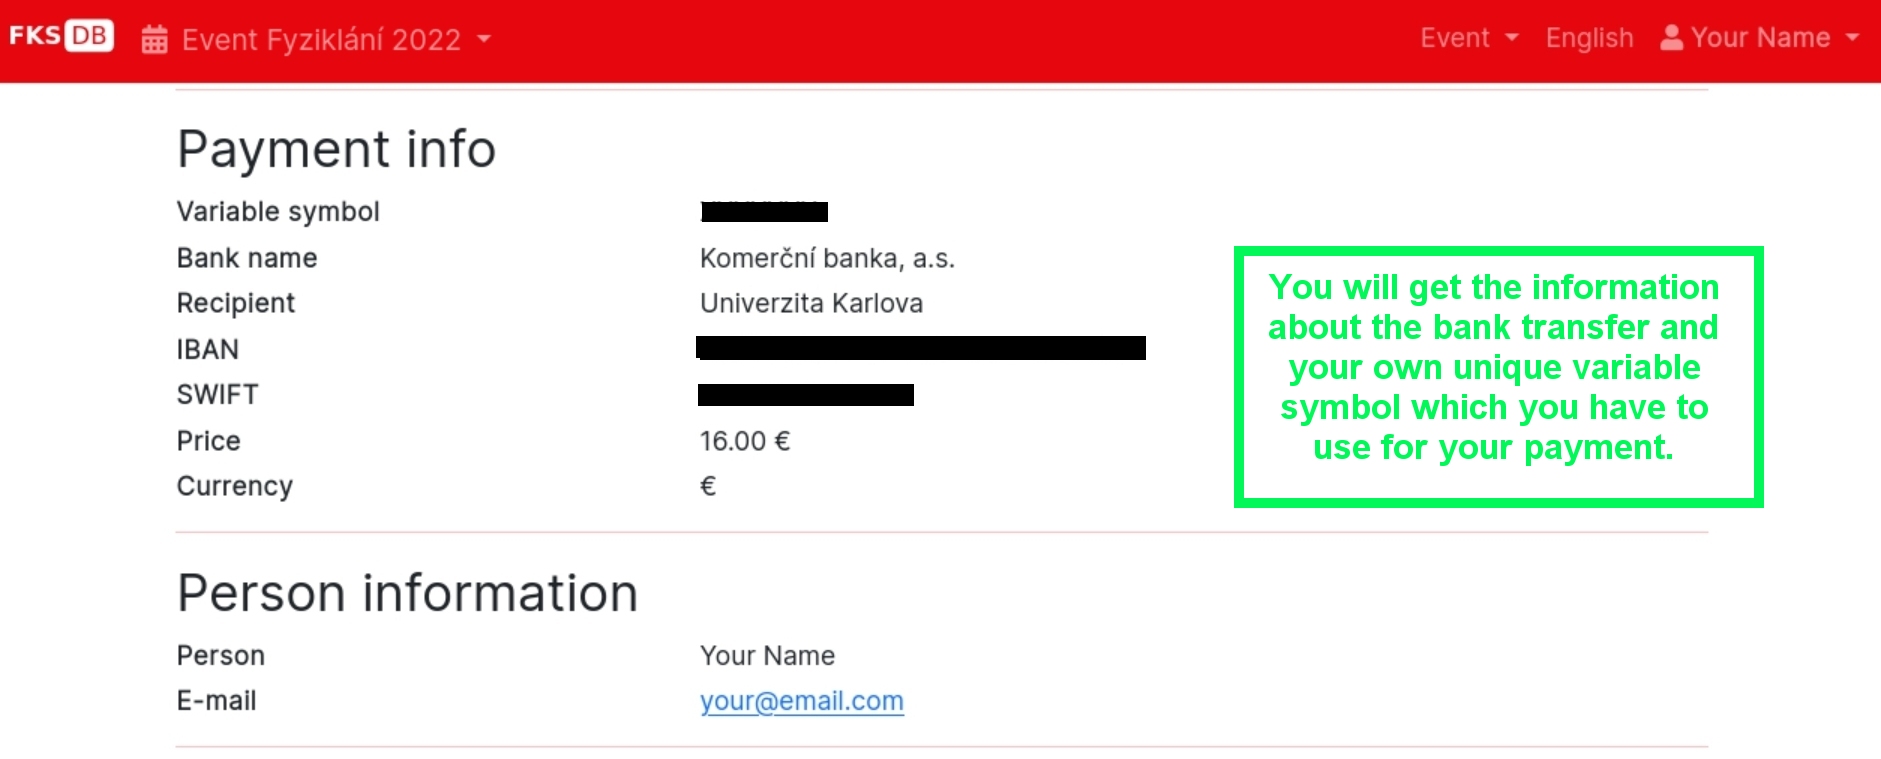 FKS DB Event Fyziklání 2022 Event English Your Name
Payment info
Variable symbol
Bank name Komerční banka, a.s.
Recipient Univerzita Karlova
IBAN
SWIFT
Price 16.00 €
Currency €
You will get the information
about the bank transfer and
your own unique variable
symbol which you have to
use for your payment.
Person information
Person Your Name
E-mail your@email.com